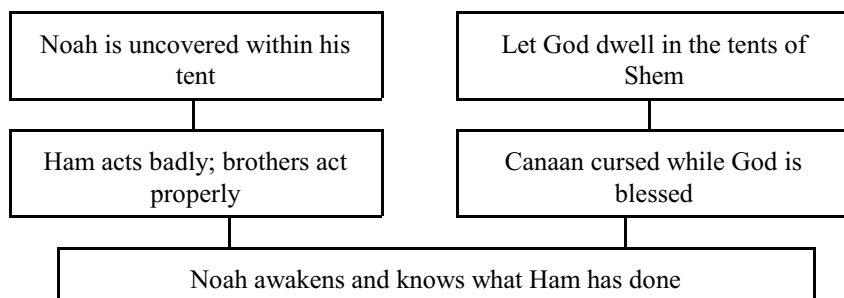 Noah is uncovered within his
tent
Let God dwell in the tents of
Shem
Ham acts badly; brothers act
properly
Canaan cursed while God is
blessed
Noah awakens and knows what Ham has done